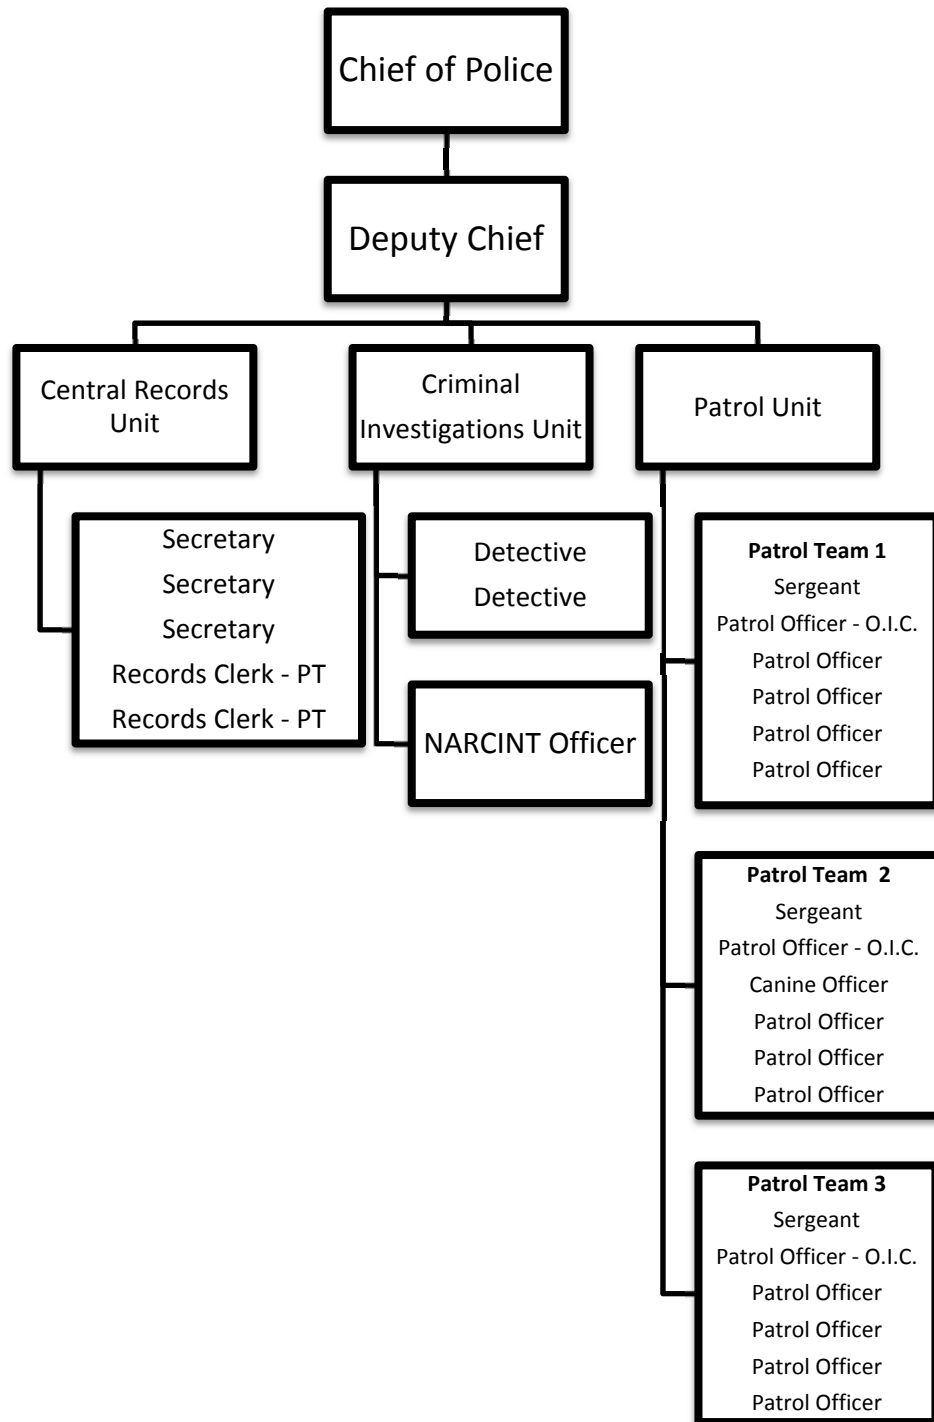 Chief of Police
Deputy Chief
Central Records
Unit
Criminal
Investigations Unit
Patrol Unit
Secretary
Secretary
Secretary
Records Clerk - PT
Records Clerk - PT
Detective
Detective
NARCINT Officer
Patrol Team 1
Sergeant
Patrol Officer - O.I.C.
Patrol Officer
Patrol Officer
Patrol Officer
Patrol Officer
Patrol Team  2
Sergeant
Patrol Officer - O.I.C.
Canine Officer
Patrol Officer
Patrol Officer
Patrol Officer
Patrol Team 3
Sergeant
Patrol Officer - O.I.C.
Patrol Officer
Patrol Officer
Patrol Officer
Patrol Officer